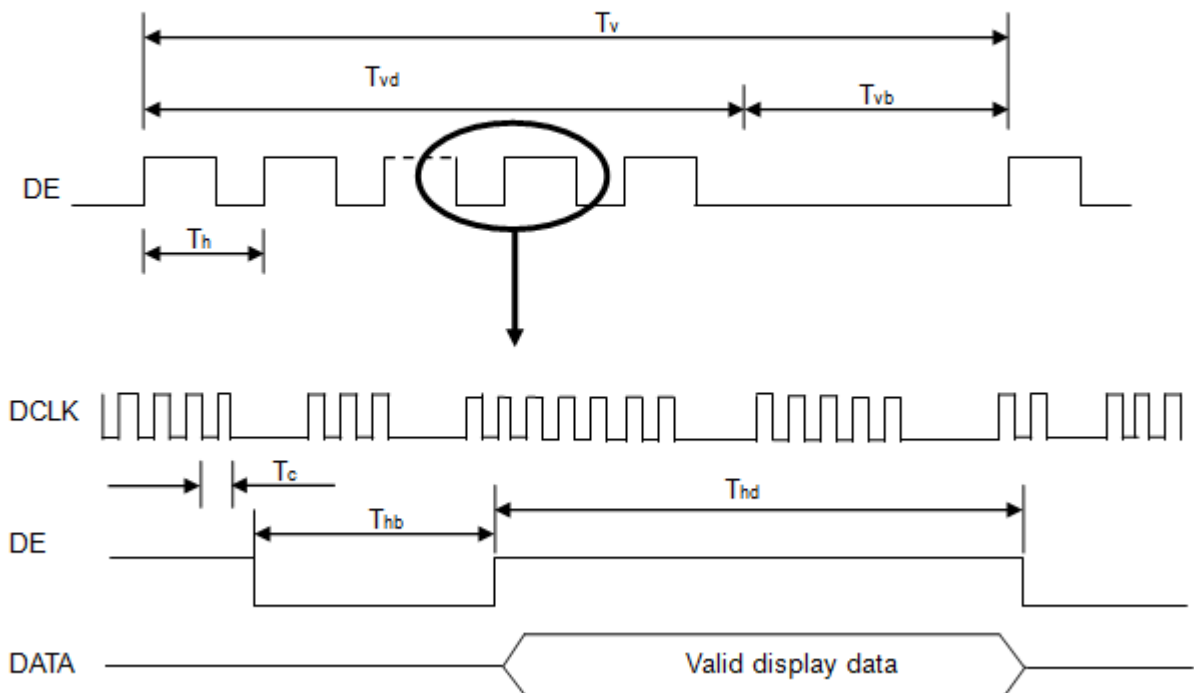 Tv
Tvd
Tvb
DE
Th
DCLK
Tc
Thd
Thb
DE
DATA
Valid display data